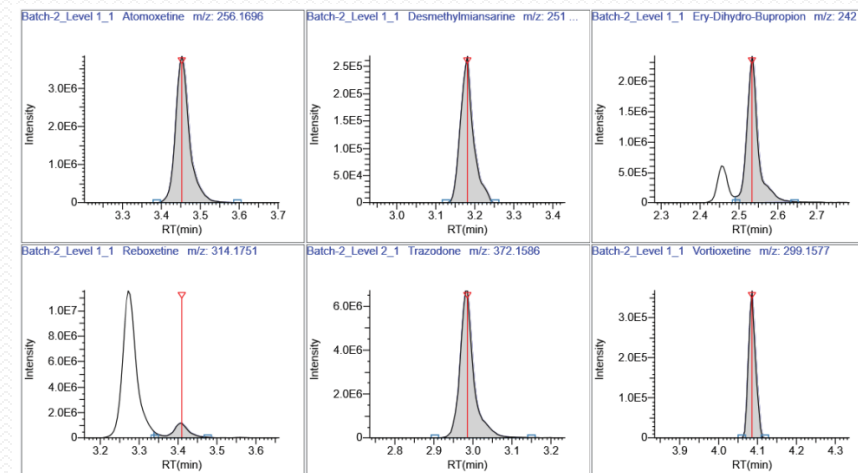 Batch-2_Level 1_1 Atomoxetine m/z: 256.1696
Intensity
3.0E6
2.0E6
1.0E6
0
3.3 3.4 3.5 3.6 3.7
RT(min)
Batch-2_Level 1_1 Desmethylmiansarine m/z: 251 ...
Intensity
2.5E5
2.0E5
1.5E5
1.0E5
5.0E4
0
3.0 3.1 3.2 3.3 3.4
RT(min)
Batch-2_Level 1_1 Ery-Dihydro-Bupropion m/z: 242
Intensity
2.0E6
1.5E6
1.0E6
5.0E5
0
2.3 2.4 2.5 2.6 2.7
RT(min)
Batch-2_Level 1_1 Reboxetine m/z: 314.1751
Intensity
1.0E7
8.0E6
6.0E6
4.0E6
2.0E6
0
3.2 3.3 3.4 3.5 3.6
RT(min)
Batch-2_Level 2_1 Trazodone m/z: 372.1586
Intensity
6.0E6
4.0E6
2.0E6
0
2.8 2.9 3.0 3.1 3.2
RT(min)
Batch-2_Level 1_1 Vortioxetine m/z: 299.1577
Intensity
3.0E5
2.0E5
1.0E5
0
3.9 4.0 4.1 4.2 4.3
RT(min)